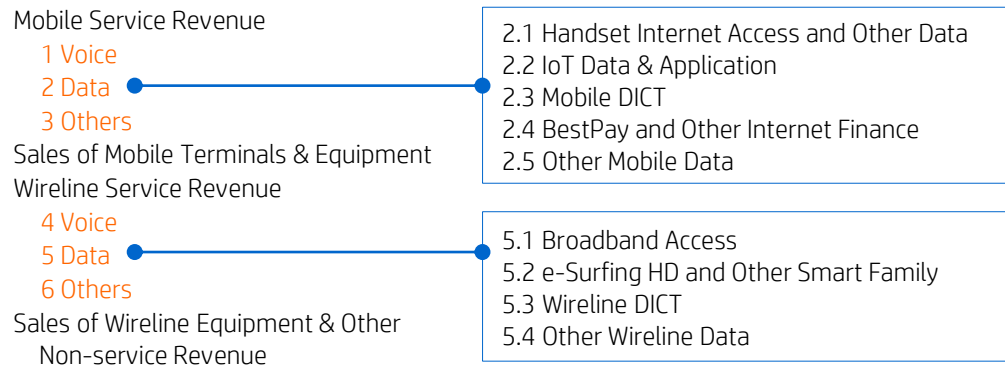 Mobile Service Revenue
1 Voice
2 Data
3 Others
Sales of Mobile Terminals & Equipment
Wireline Service Revenue
4 Voice
5 Data
6 Others
Sales of Wireline Equipment & Other
Non-service Revenue
2.1 Handset Internet Access and Other Data
2.2 IoT Data & Application
2.3 Mobile DICT
2.4 BestPay and Other Internet Finance
2.5 Other Mobile Data
5.1 Broadband Access
5.2 e-Surfing HD and Other Smart Family
5.3 Wireline DICT
5.4 Other Wireline Data